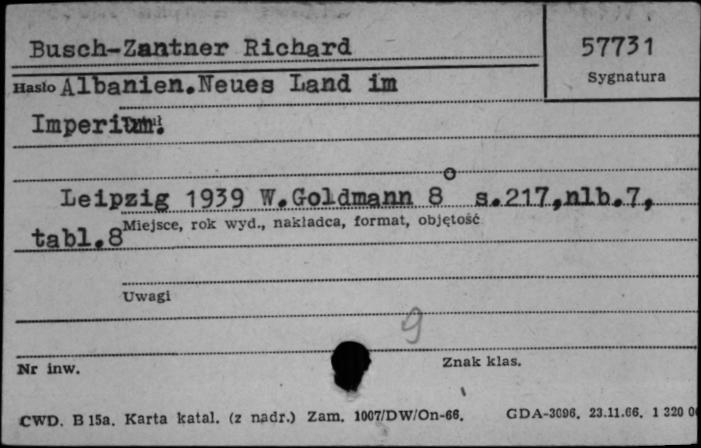 Busch-Zantner Richard
57731
Sygnatura
Hasło Albanien.Neues Land im
Imperium.
Leipzig 1939 W.Goldmann 8° s.217,nlb.7,
Miejsce, rok wyd., nakładca, format, objętość
tabl.8
Uwagi
9
Nr inw.
Znak klas.
CWD. B 15a. Karta katal. (z nadr.) Zam. 1007/DW/On-66. GDA-3096. 23.11.66. 1 320 0